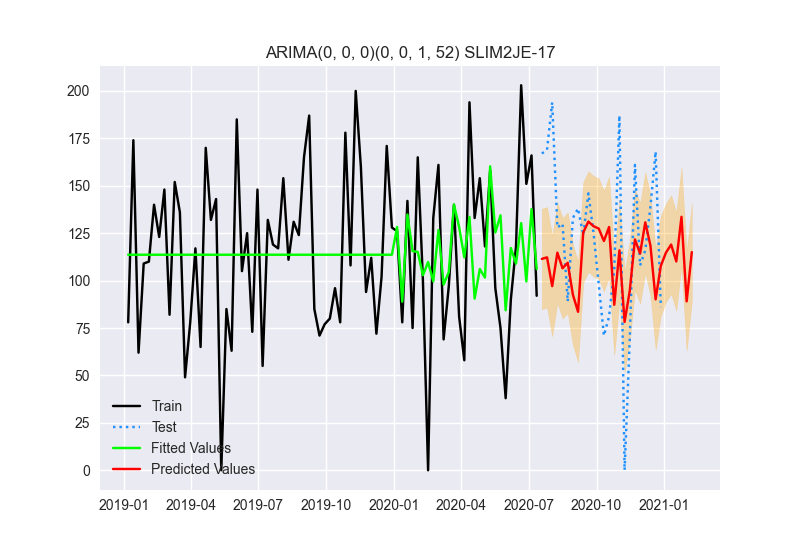 ARIMA(0, 0, 0)(0, 0, 1, 52) SLIM2JE-17
200
175
150
125
100
75
50
25
0
Train
Test
Fitted Values
Predicted Values
2019-01 2019-04 2019-07 2019-10 2020-01 2020-04 2020-07 2020-10 2021-01